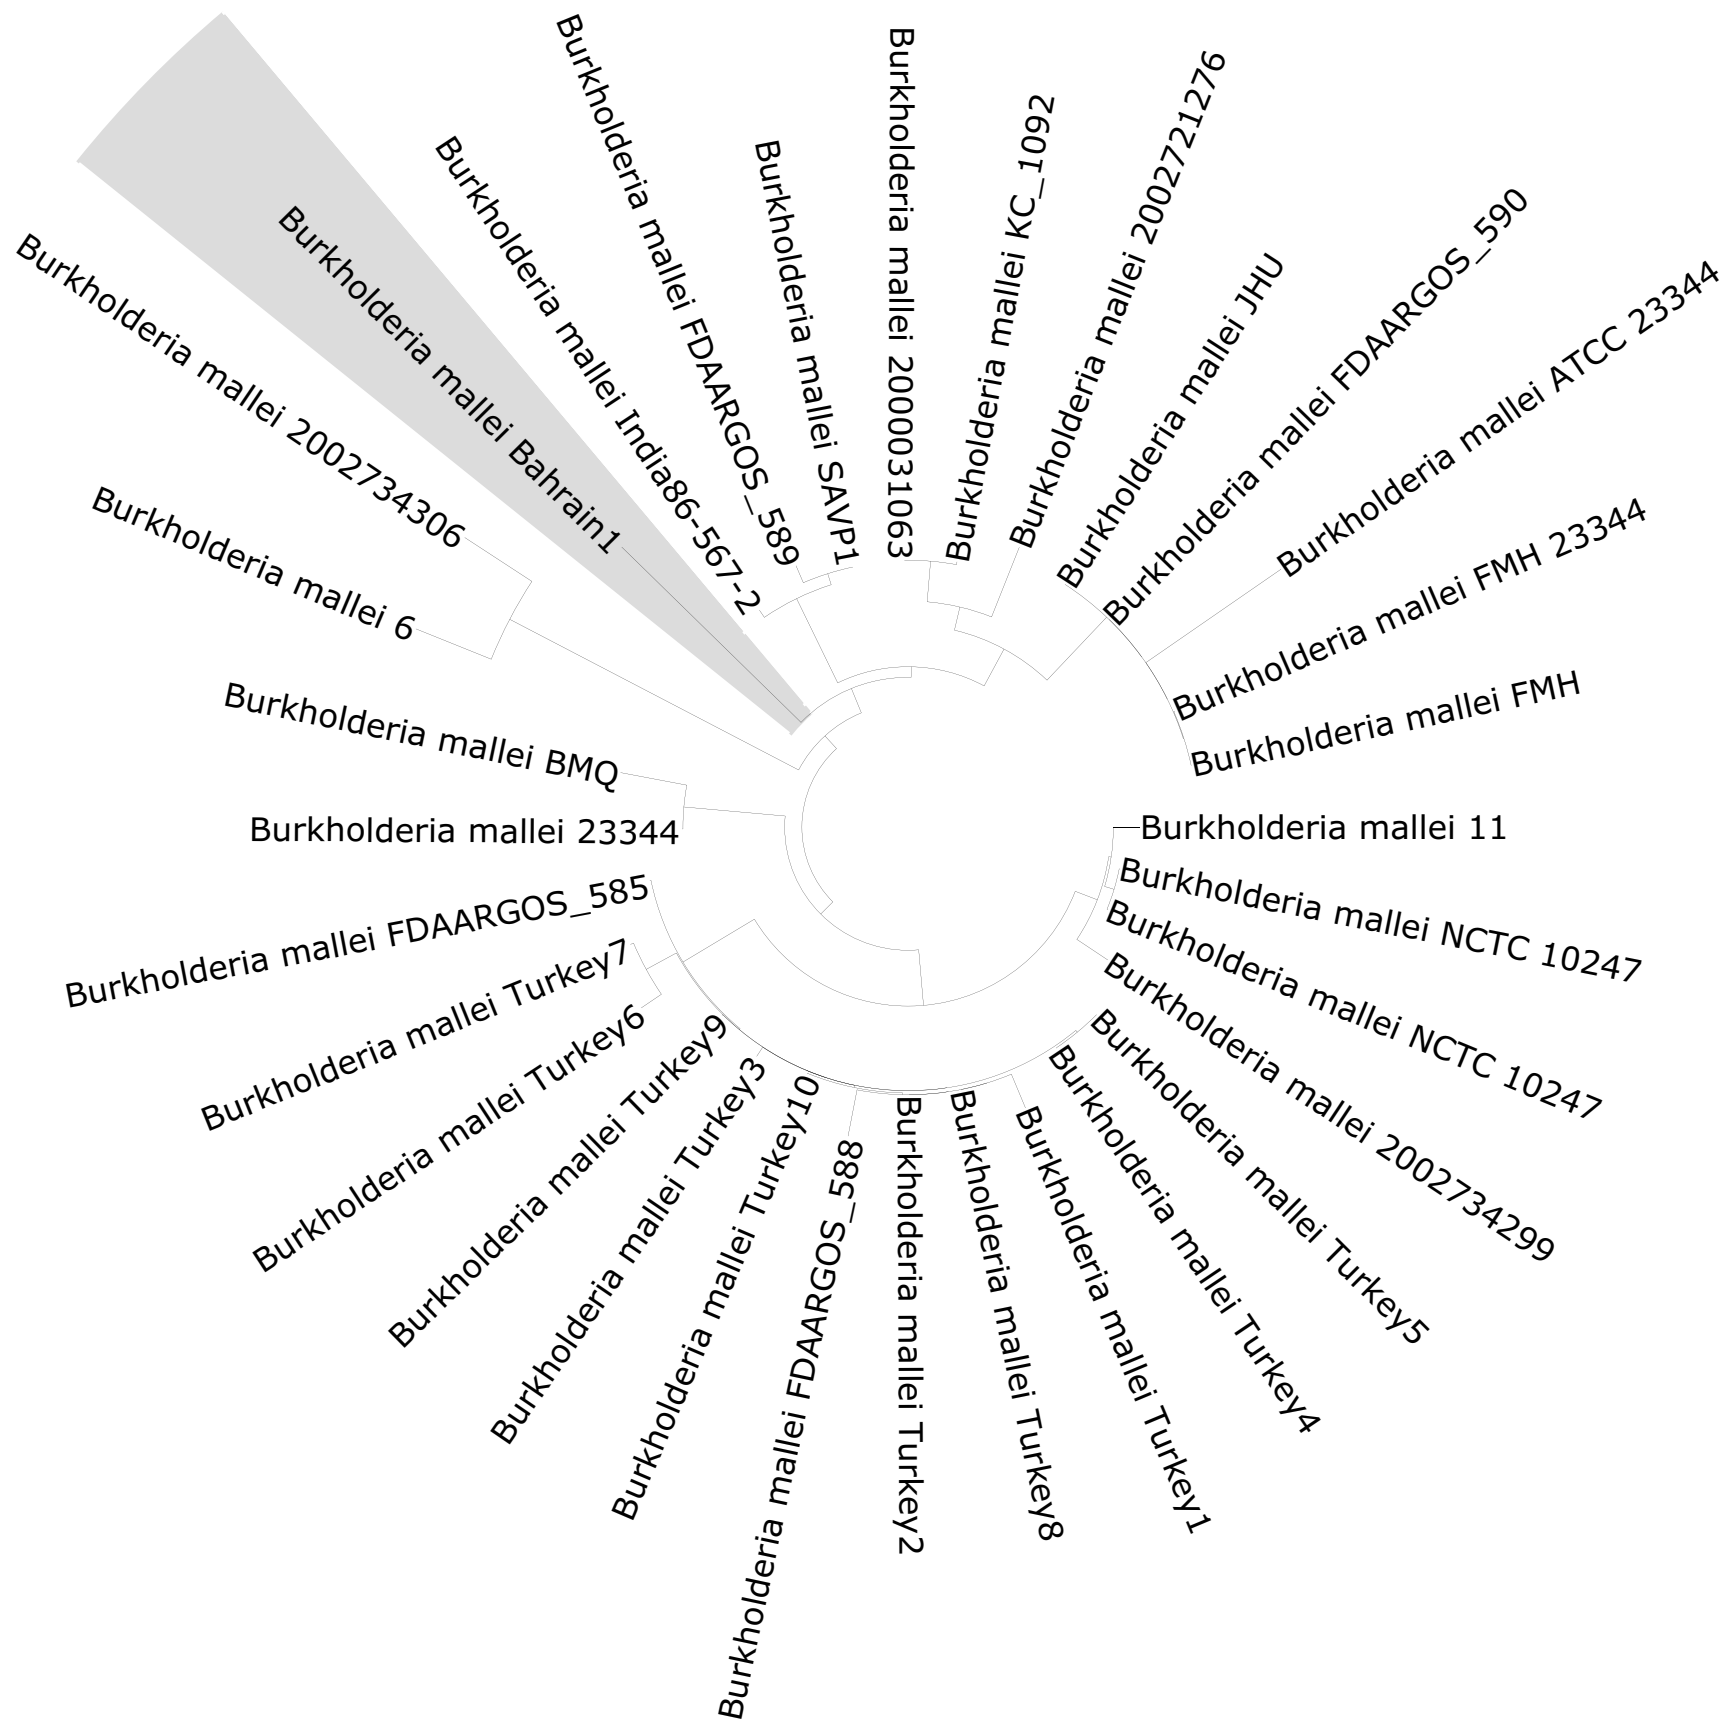 Burkholderia mallei 2000031063
Burkholderia mallei KC_1092
Burkholderia mallei 2002721276
Burkholderia mallei JHU
Burkholderia mallei FDAARGOS_590
Burkholderia mallei ATCC 23344
Burkholderia mallei FMH 23344
Burkholderia mallei FMH
Burkholderia mallei 11
Burkholderia mallei NCTC 10247
Burkholderia mallei NCTC 10247
Burkholderia mallei 2002734299
Burkholderia mallei Turkey5
Burkholderia mallei Turkey4
Burkholderia mallei Turkey1
Burkholderia mallei Turkey8
Burkholderia mallei Turkey2
Burkholderia mallei FDAARGOS_588
Burkholderia mallei Turkey10
Burkholderia mallei Turkey3
Burkholderia mallei Turkey9
Burkholderia mallei Turkey6
Burkholderia mallei Turkey7
Burkholderia mallei FDAARGOS_585
Burkholderia mallei 23344
Burkholderia mallei BMQ
Burkholderia mallei 6
Burkholderia mallei 2002734306
Burkholderia mallei Bahrain1
Burkholderia mallei India86-567-2
Burkholderia mallei FDAARGOS_589
Burkholderia mallei SAVP1